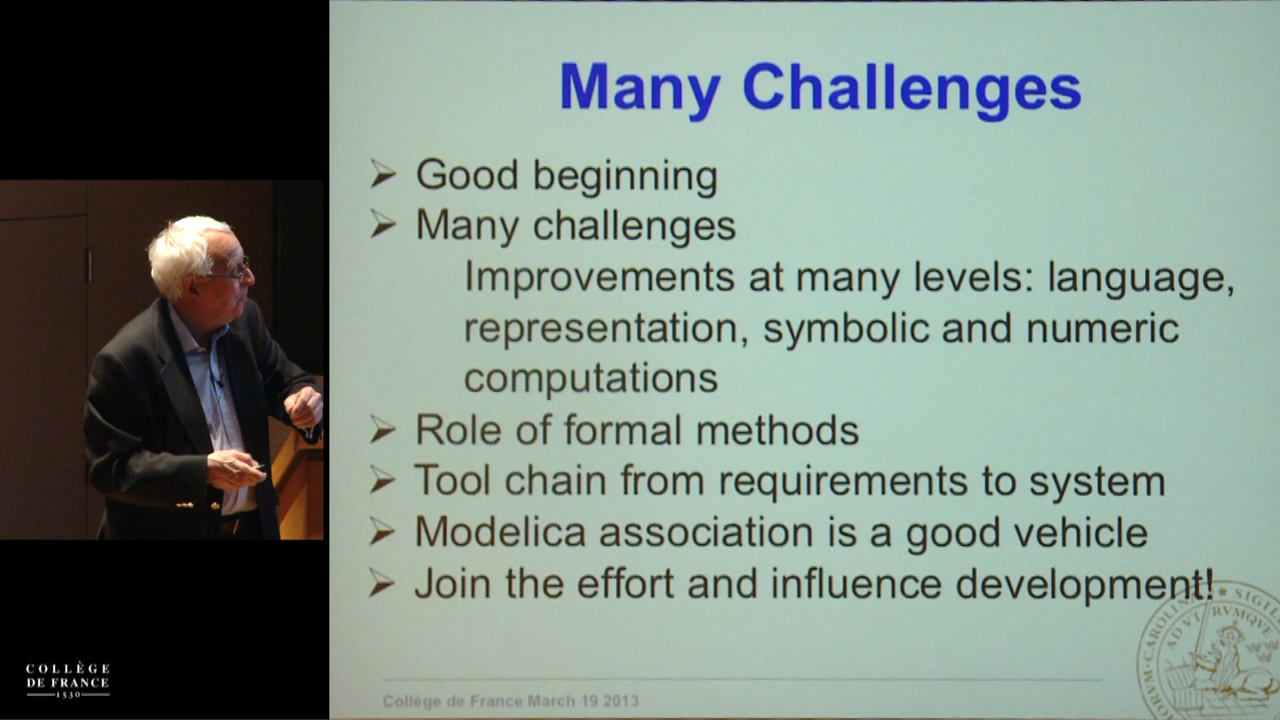 Many Challenges
➢ Good beginning
➢ Many challenges
Improvements at many levels: language,
representation, symbolic and numeric
computations
➢ Role of formal methods
➢ Tool chain from requirements to system
➢ Modelica association is a good vehicle
➢ Join the effort and influence development!
Collège de France March 19 2013
COLLÈGE
DE FRANCE
1530
AD VTRVMQVE